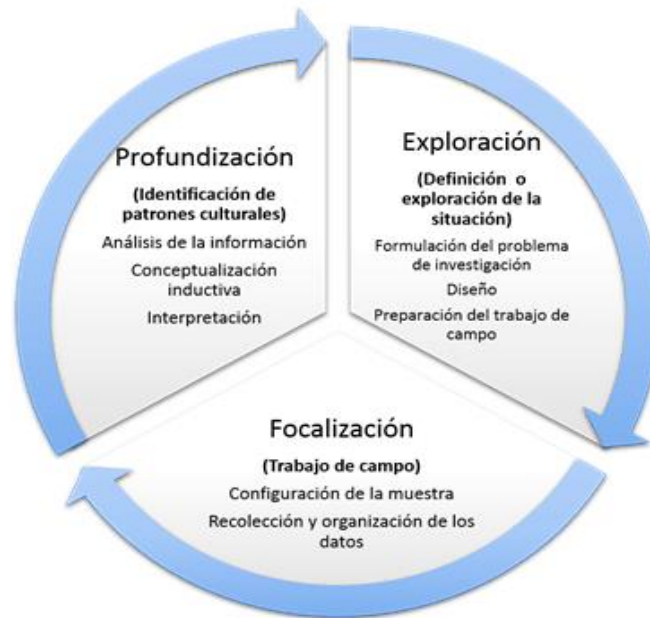 Profundización
(Identificación de
patrones culturales)
Análisis de la información
Conceptualización
inductiva
Interpretación
Exploración
(Definición o
exploración de la
situación)
Formulación del problema
de investigación
Diseño
Preparación del trabajo de
campo
Focalización
(Trabajo de campo)
Configuración de la muestra
Recolección y organización de los
datos